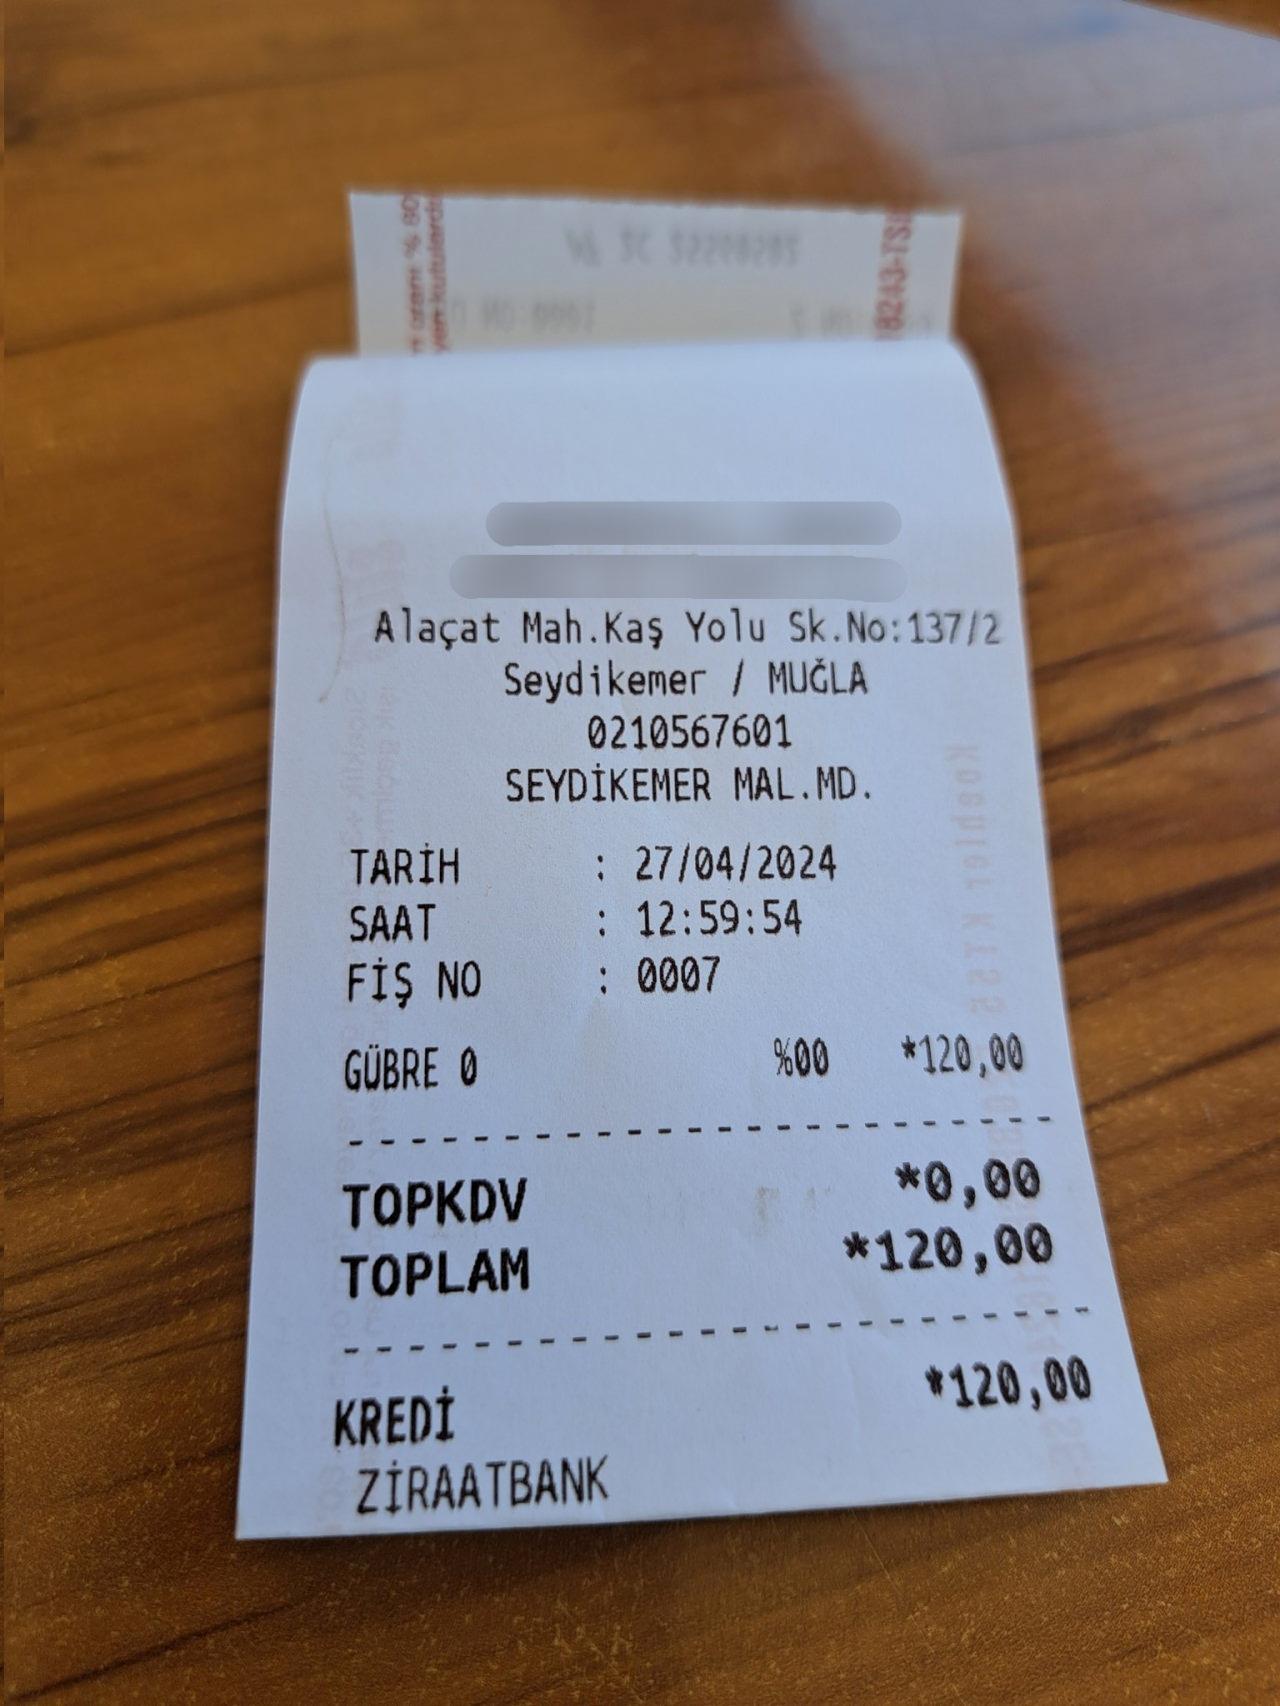 Alaçat Mah.Kaş Yolu Sk.No:137/2
Seydikemer / MUĞLA
0210567601
SEYDİKEMER MAL.MD.
TARİH : 27/04/2024
SAAT : 12:59:54
FİŞ NO : 0007
GÜBRE 0 %00 *120,00
TOPKDV *0,00
TOPLAM *120,00
KREDİ *120,00
ZİRAATBANK